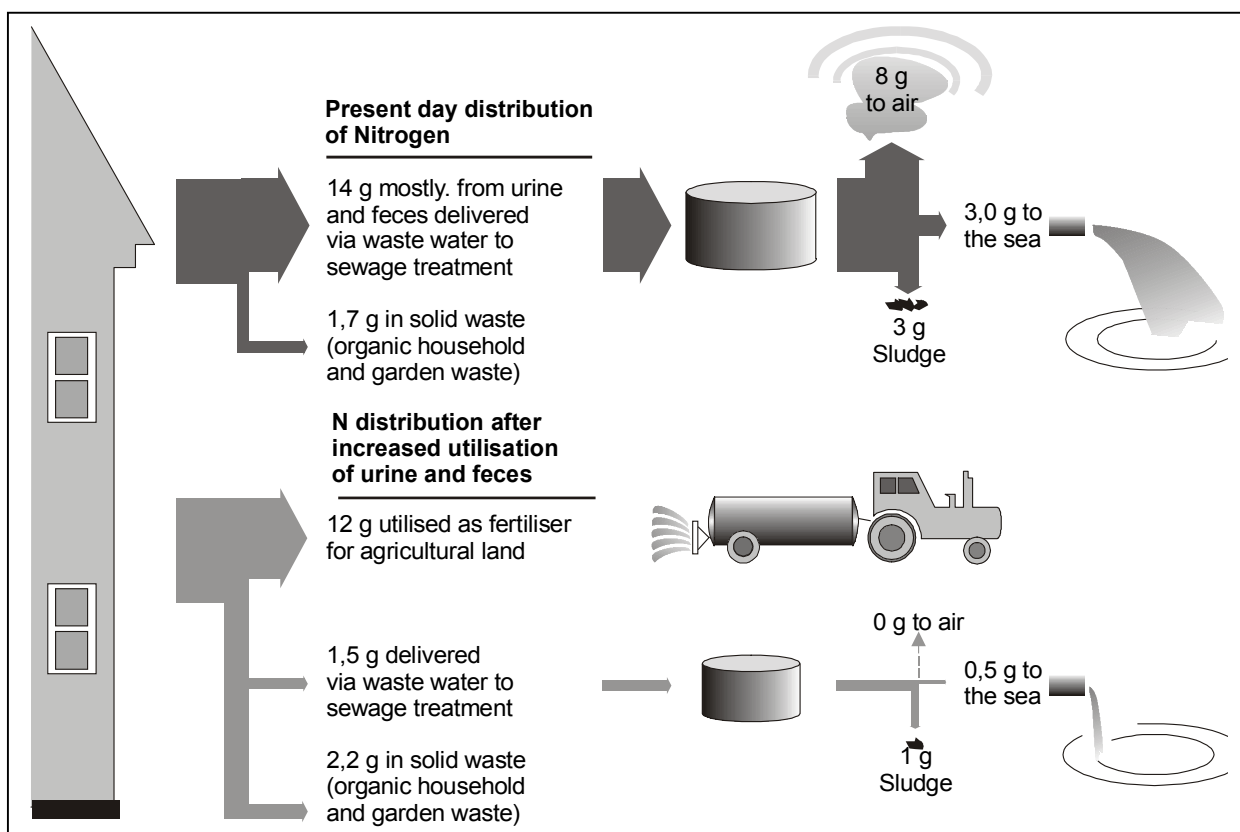 Present day distribution
of Nitrogen
14 g mostly. from urine
and feces delivered
via waste water to
sewage treatment
1,7 g in solid waste
(organic household
and garden waste)
8 g
to air
3,0 g to
the sea
3 g
Sludge
N distribution after
increased utilisation
of urine and feces
12 g utilised as fertiliser
for agricultural land
1,5 g delivered
via waste water to
sewage treatment
2,2 g in solid waste
(organic household
and garden waste)
0 g to air
0,5 g to
the sea
1 g
Sludge